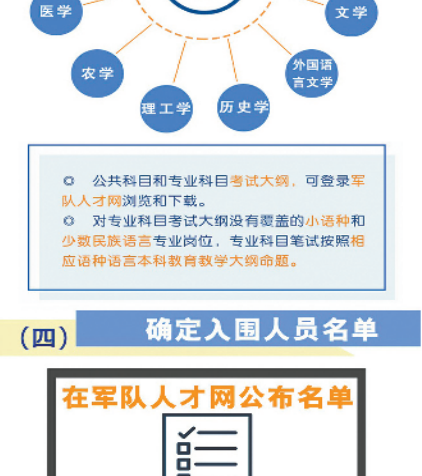 医学
文学
农学
外国语
言文学
理工学
历史学
◎ 公共科目和专业科目考试大纲，可登录军
队人才网浏览和下载。
◎ 对专业科目考试大纲没有覆盖的小语种和
少数民族语言专业岗位，专业科目笔试按照相
应语种语言本科教育教学大纲命题。
（四）
确定入围人员名单
在军队人才网公布名单